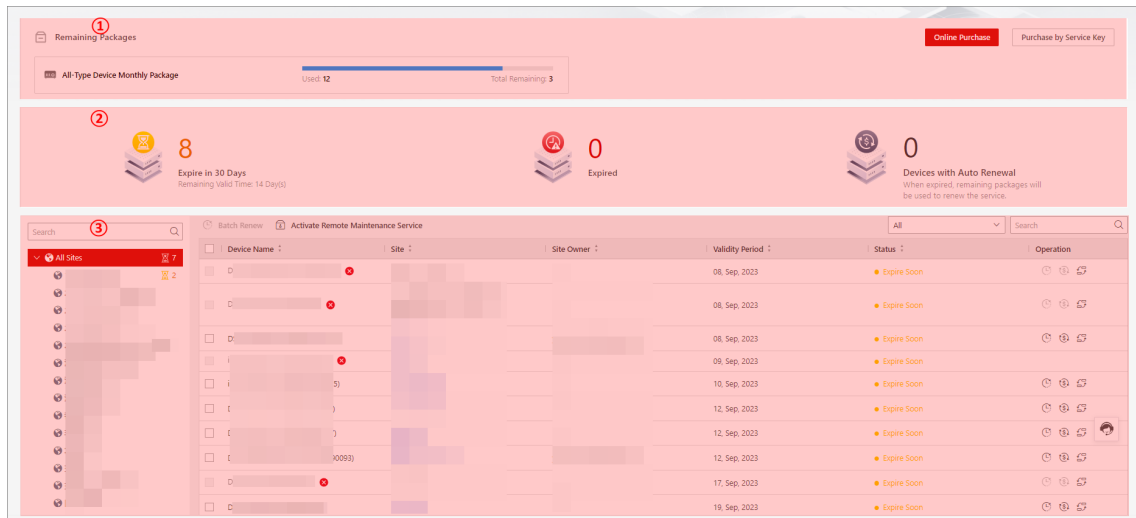 ①
Remaining Packages
Online Purchase
Purchase by Service Key
All-Type Device Monthly Package
Used: 12
Total Remaining: 3
②
8
Expire in 30 Days
Remaining Valid Time: 14 Day(s)
0
Expired
0
Devices with Auto Renewal
When expired, remaining packages will
be used to renew the service.
③
Search
Batch Renew
Activate Remote Maintenance Service
All
Search
All Sites 7
2
Device Name Site Site Owner Validity Period Status Operation
D 08, Sep, 2023 Expire Soon
D 08, Sep, 2023 Expire Soon
D 08, Sep, 2023 Expire Soon
i 09, Sep, 2023 Expire Soon
i 5) 10, Sep, 2023 Expire Soon
D ) 12, Sep, 2023 Expire Soon
D ) 12, Sep, 2023 Expire Soon
D 0093) 12, Sep, 2023 Expire Soon
D 17, Sep, 2023 Expire Soon
D 19, Sep, 2023 Expire Soon